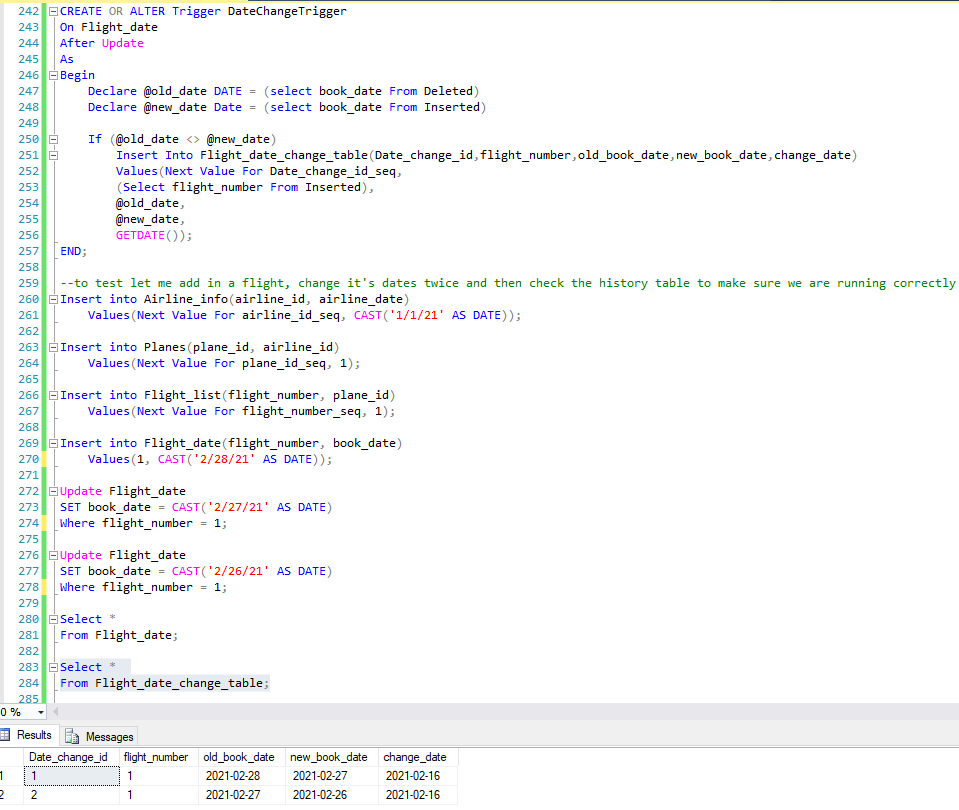 242 CREATE OR ALTER Trigger DateChangeTrigger
243 On Flight_date
244 After Update
245 As
246 Begin
247 Declare @old_date DATE = (select book_date From Deleted)
248 Declare @new_date Date = (select book_date From Inserted)
249
250 If (@old_date <> @new_date)
251 Insert Into Flight_date_change_table(Date_change_id,flight_number,old_book_date,new_book_date,change_date)
252 Values(Next Value For Date_change_id_seq,
253 (Select flight_number From Inserted),
254 @old_date,
255 @new_date,
256 GETDATE());
257 END;
258
259 --to test let me add in a flight, change it's dates twice and then check the history table to make sure we are running correctly
260 Insert into Airline_info(airline_id, airline_date)
261 Values(Next Value For airline_id_seq, CAST('1/1/21' AS DATE));
262
263 Insert into Planes(plane_id, airline_id)
264 Values(Next Value For plane_id_seq, 1);
265
266 Insert into Flight_list(flight_number, plane_id)
267 Values(Next Value For flight_number_seq, 1);
268
269 Insert into Flight_date(flight_number, book_date)
270 Values(1, CAST('2/28/21' AS DATE));
271
272 Update Flight_date
273 SET book_date = CAST('2/27/21' AS DATE)
274 Where flight_number = 1;
275
276 Update Flight_date
277 SET book_date = CAST('2/26/21' AS DATE)
278 Where flight_number = 1;
279
280 Select *
281 From Flight_date;
282
283 Select *
284 From Flight_date_change_table;
285
0 %
Results Messages
Date_change_id flight_number old_book_date new_book_date change_date
1 1 1 2021-02-28 2021-02-27 2021-02-16
2 2 1 2021-02-27 2021-02-26 2021-02-16